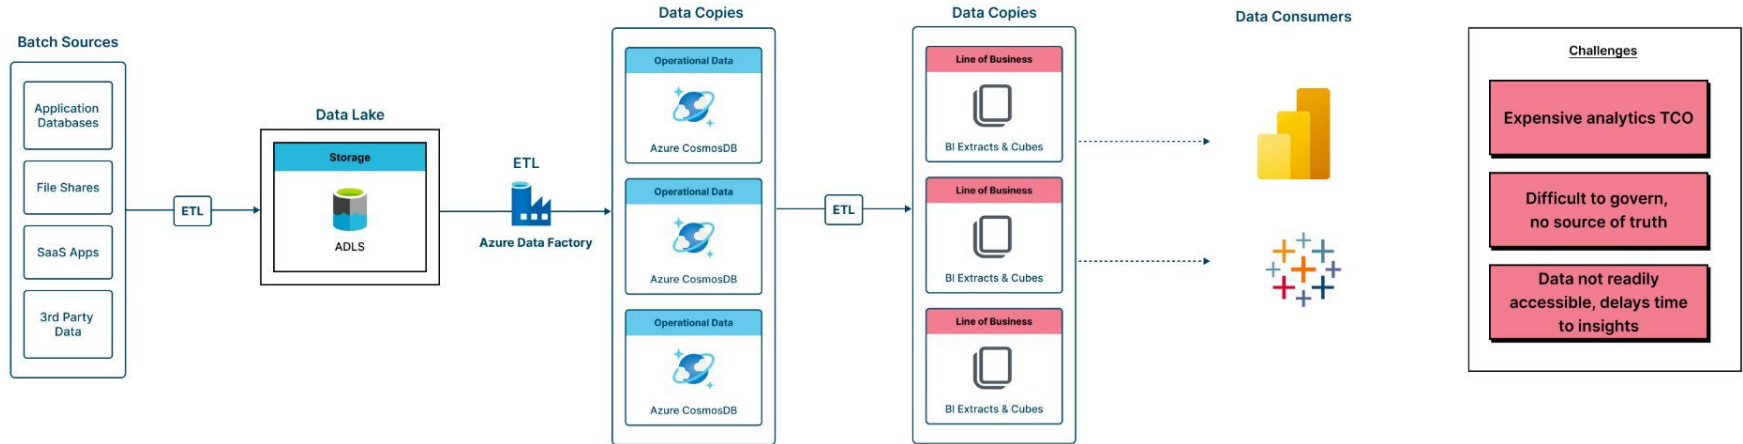 Batch Sources
Application
Databases
File Shares
SaaS Apps
3rd Party
Data
ETL
Data Lake
Storage
ADLS
ETL
Azure Data Factory
Data Copies
Operational Data
Azure CosmosDB
Operational Data
Azure CosmosDB
Operational Data
Azure CosmosDB
ETL
Data Copies
Line of Business
BI Extracts & Cubes
Line of Business
BI Extracts & Cubes
Line of Business
BI Extracts & Cubes
Data Consumers
Challenges
Expensive analytics TCO
Difficult to govern,
no source of truth
Data not readily
accessible, delays time
to insights